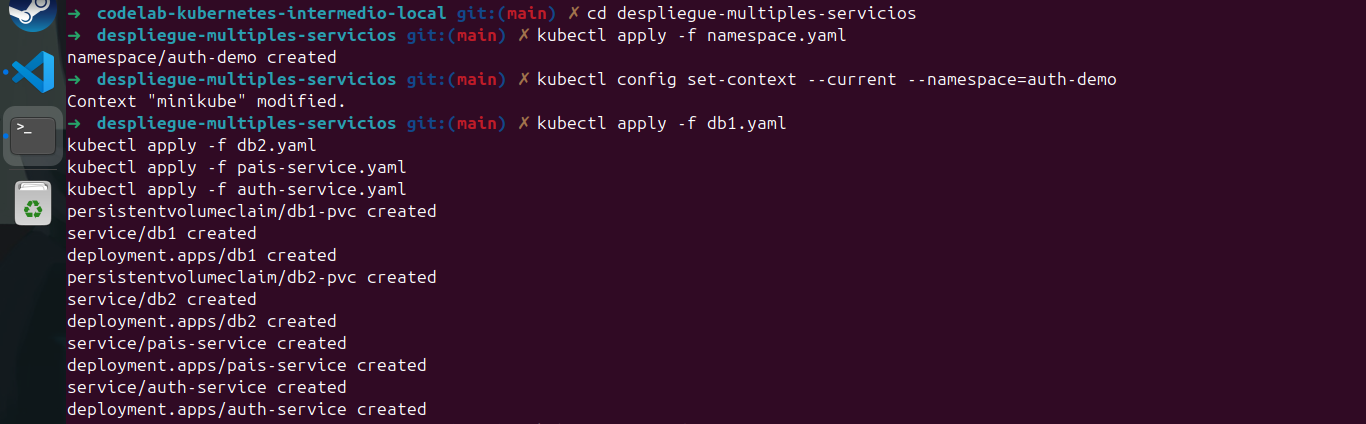 ➜  codelab-kubernetes-intermedio-local git:(main) ✗ cd despliegue-multiples-servicios
➜  despliegue-multiples-servicios git:(main) ✗ kubectl apply -f namespace.yaml
namespace/auth-demo created
➜  despliegue-multiples-servicios git:(main) ✗ kubectl config set-context --current --namespace=auth-demo
Context "minikube" modified.
➜  despliegue-multiples-servicios git:(main) ✗ kubectl apply -f db1.yaml
kubectl apply -f db2.yaml
kubectl apply -f pais-service.yaml
kubectl apply -f auth-service.yaml
persistentvolumeclaim/db1-pvc created
service/db1 created
deployment.apps/db1 created
persistentvolumeclaim/db2-pvc created
service/db2 created
deployment.apps/db2 created
service/pais-service created
deployment.apps/pais-service created
service/auth-service created
deployment.apps/auth-service created